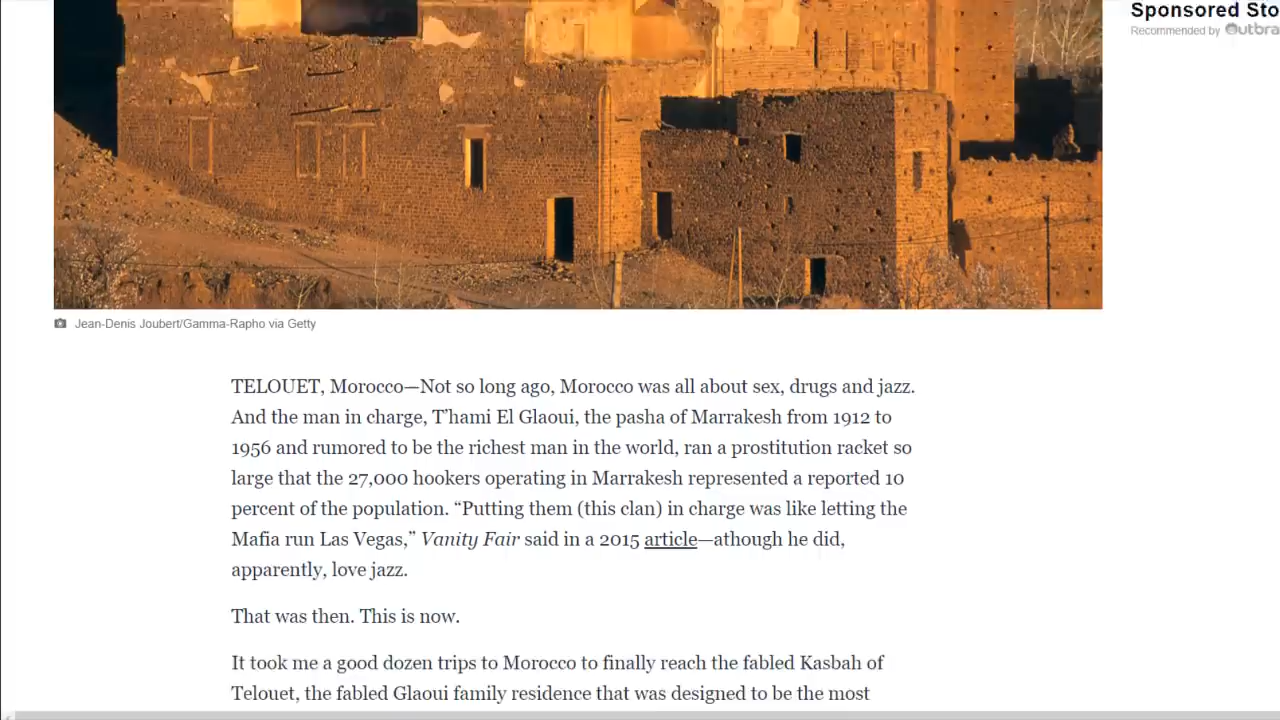 Sponsored Sto
Recommended by Outbra
Jean-Denis Joubert/Gamma-Rapho via Getty
TELOUET, Morocco—Not so long ago, Morocco was all about sex, drugs and jazz.
And the man in charge, T’hami El Glaoui, the pasha of Marrakesh from 1912 to
1956 and rumored to be the richest man in the world, ran a prostitution racket so
large that the 27,000 hookers operating in Marrakesh represented a reported 10
percent of the population. “Putting them (this clan) in charge was like letting the
Mafia run Las Vegas,” Vanity Fair said in a 2015 article—athough he did,
apparently, love jazz.
That was then. This is now.
It took me a good dozen trips to Morocco to finally reach the fabled Kasbah of
Telouet, the fabled Glaoui family residence that was designed to be the most